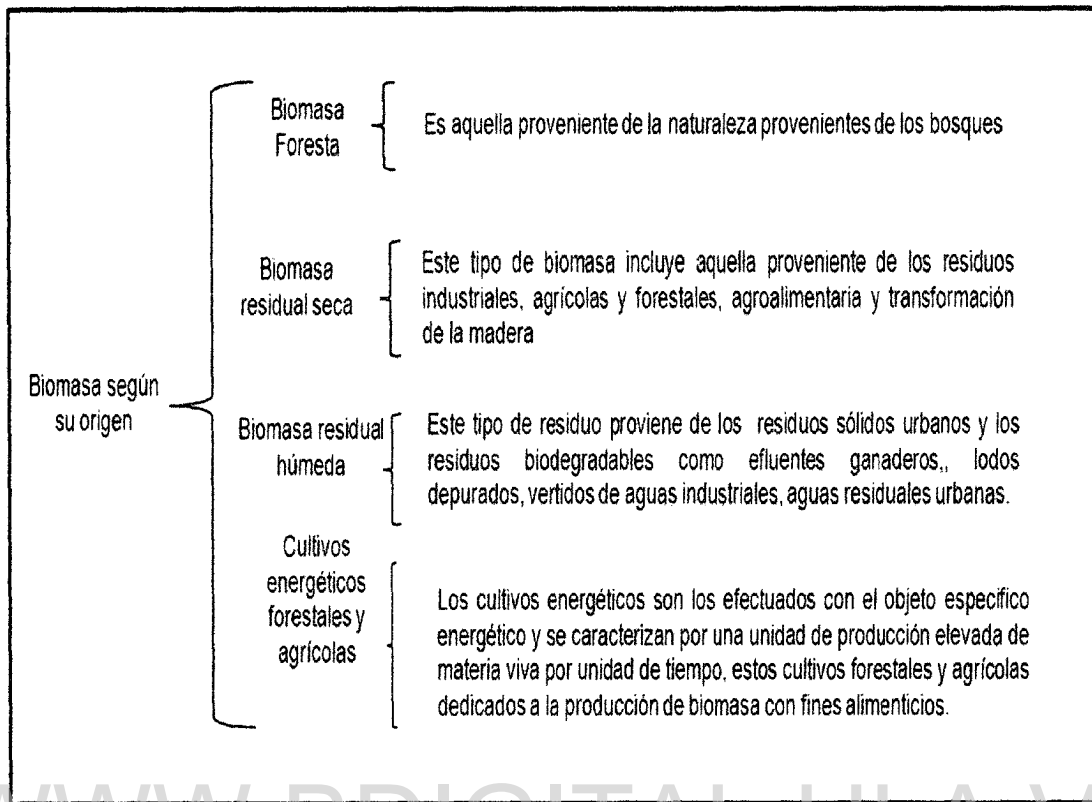 Biomasa
Foresta
Es aquella proveniente de la naturaleza provenientes de los bosques
Biomasa
residual seca
Este tipo de biomasa incluye aquella proveniente de los residuos
industriales, agrícolas y forestales, agroalimentaria y transformación
de la madera
Biomasa según
su origen
Biomasa residual
húmeda
Este tipo de residuo proviene de los residuos sólidos urbanos y los
residuos biodegradables como efluentes ganaderos,, lodos
depurados, vertidos de aguas industriales, aguas residuales urbanas.
Cultivos
energéticos
forestales y
agrícolas
Los cultivos energéticos son los efectuados con el objeto especifico
energético y se caracterizan por una unidad de producción elevada de
materia viva por unidad de tiempo, estos cultivos forestales y agrícolas
dedicados a la producción de biomasa con fines alimenticios.